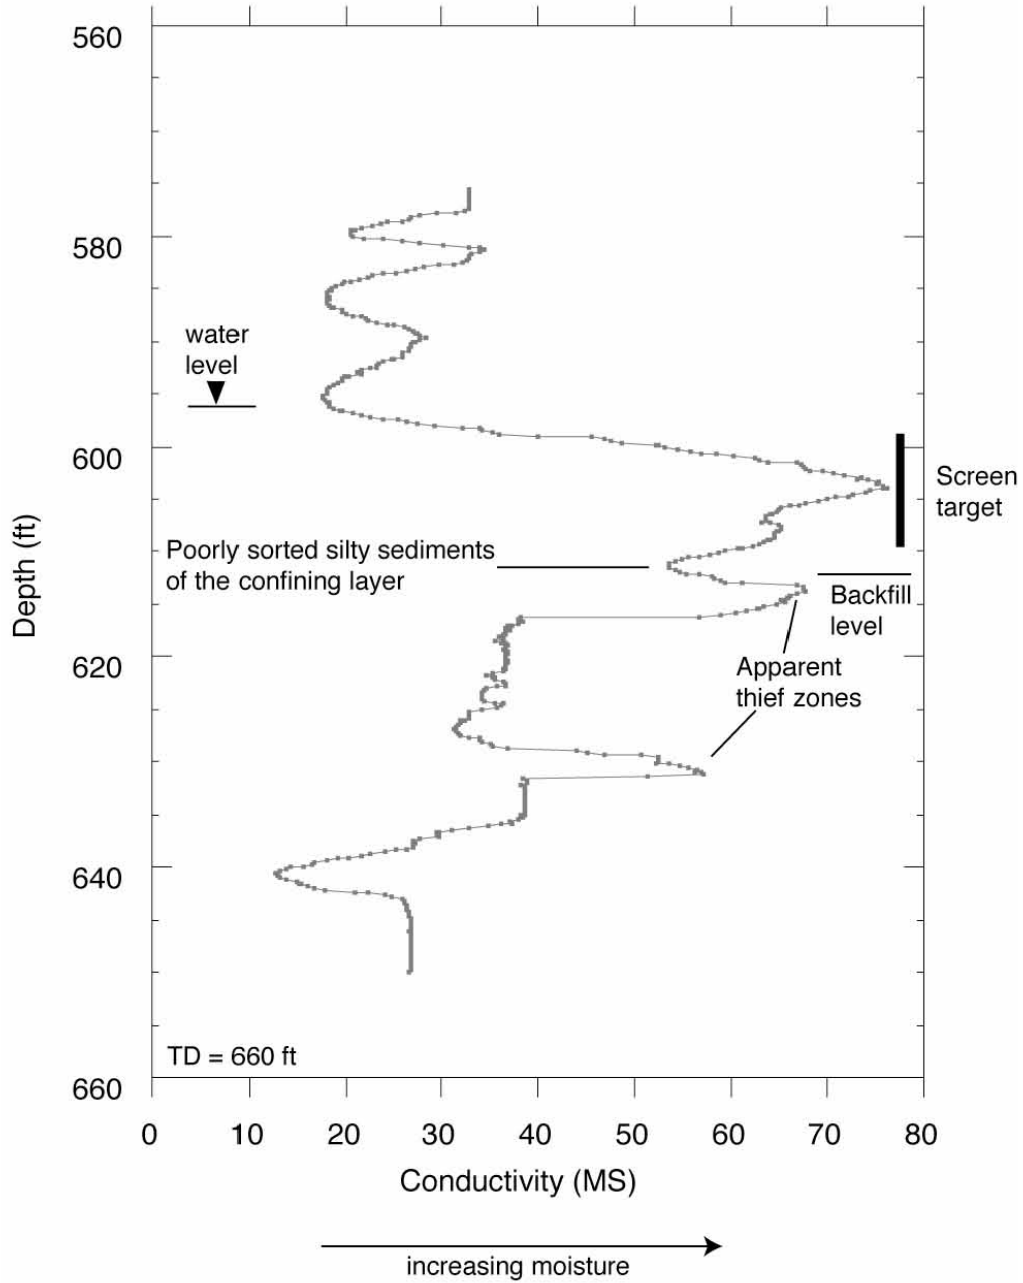 560
580
water
level
600
Screen
target
Poorly sorted silty sediments
of the confining layer
Backfill
level
Depth (ft)
620
Apparent
thief zones
640
TD = 660 ft
660
0 10 20 30 40 50 60 70 80
Conductivity (MS)
increasing moisture